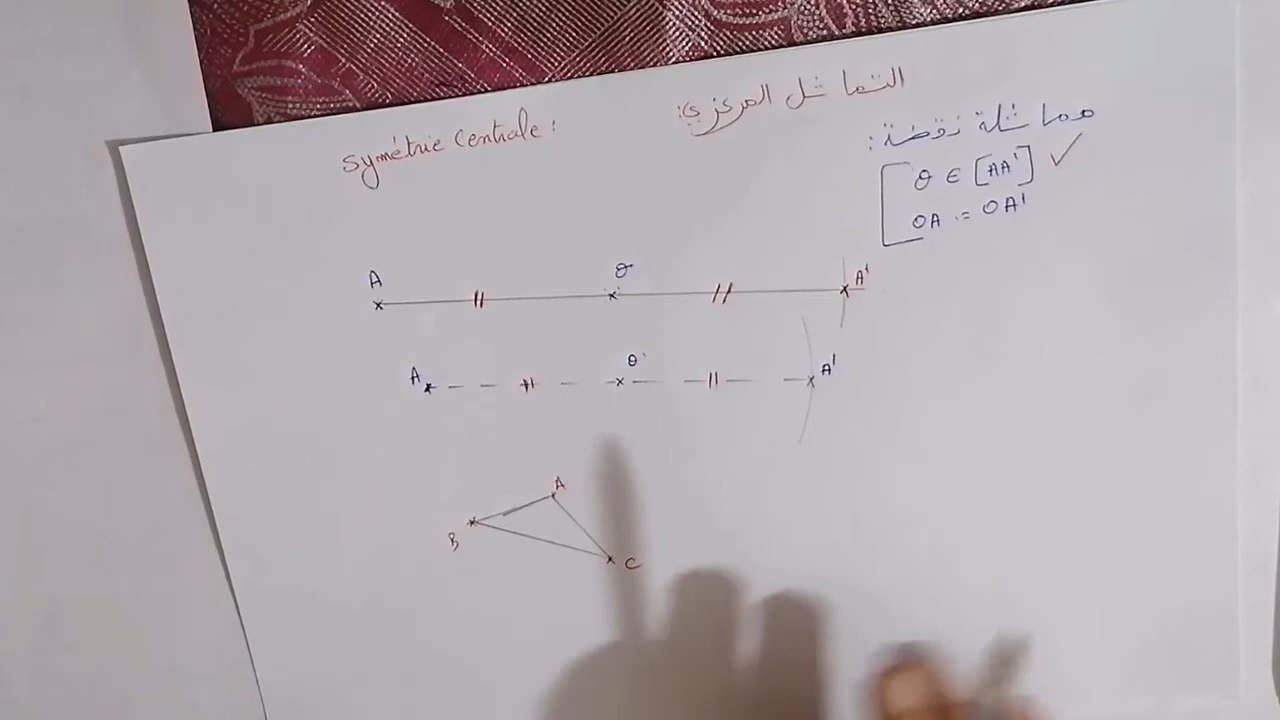 Symétrie Centrale :
التماثل المركزي:
مماثلة نقطة :
O ∈ [AA']
OA = OA'
A O A'
A O A'
A
B
C